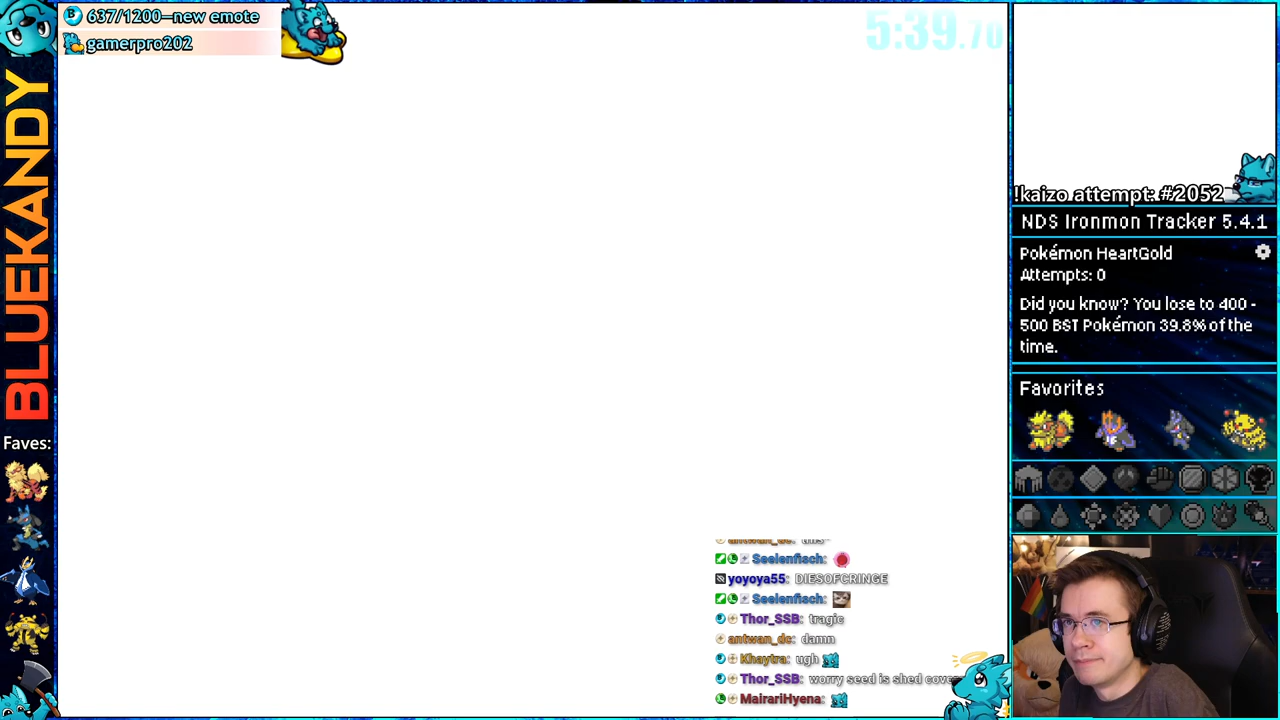 637/1200—new emote
gamerpro202
5:39.70
BLUEKANDY
Faves:
!kaizo attempt: #2052
NDS Ironmon Tracker 5.4.1
Pokémon HeartGold
Attempts: 0
Did you know? You lose to 400 -
500 BST Pokémon 39.8% of the
time.
Favorites
Seelenfisch:
yoyoya55: DIESOFCRINGE
Seelenfisch:
Thor_SSB: tragic
antwan_dc: damn
Khaytra: ugh
Thor_SSB: worry seed is shed
MairariHyena: